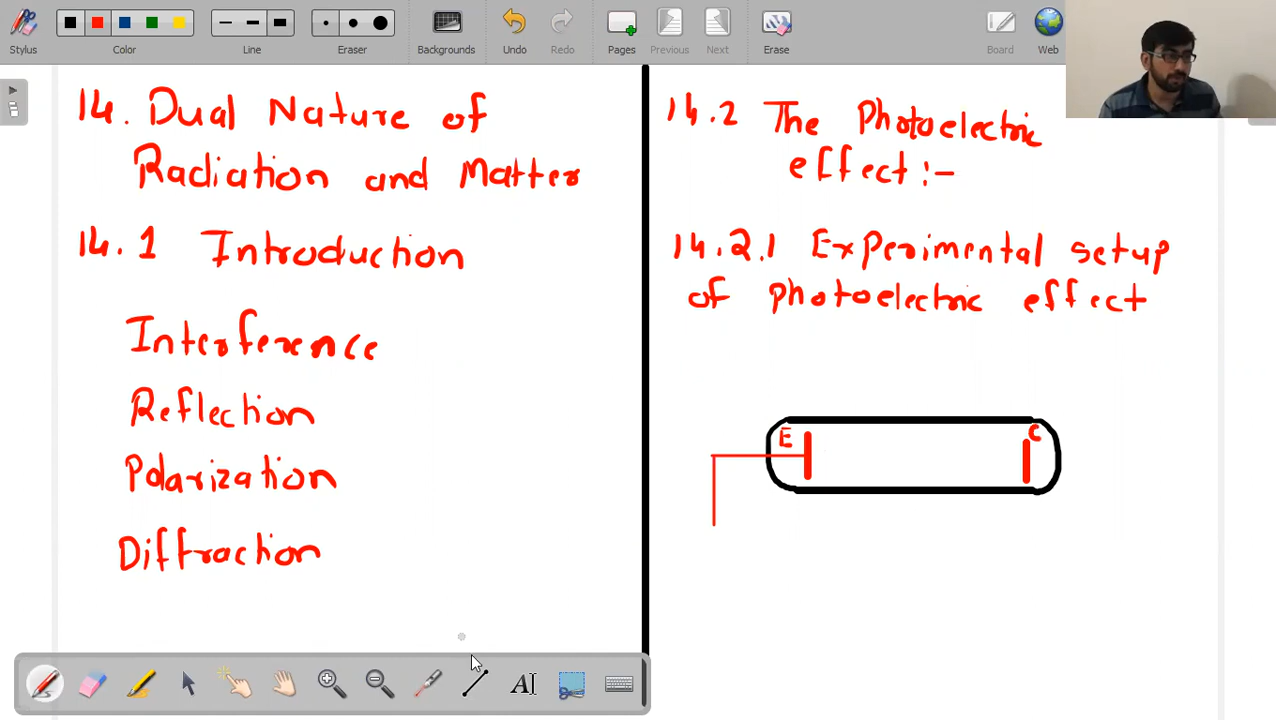 Stylus
Color
Line
Eraser
Backgrounds
Undo
Redo
Pages
Previous
Next
Erase
Board
Web
14. Dual Nature of
Radiation and Matter
14.1 Introduction
Interference
Reflection
Polarization
Diffraction
14.2 The Photoelectric
effect :-
14.2.1 Experimental setup
of photoelectric effect
E
C
AI